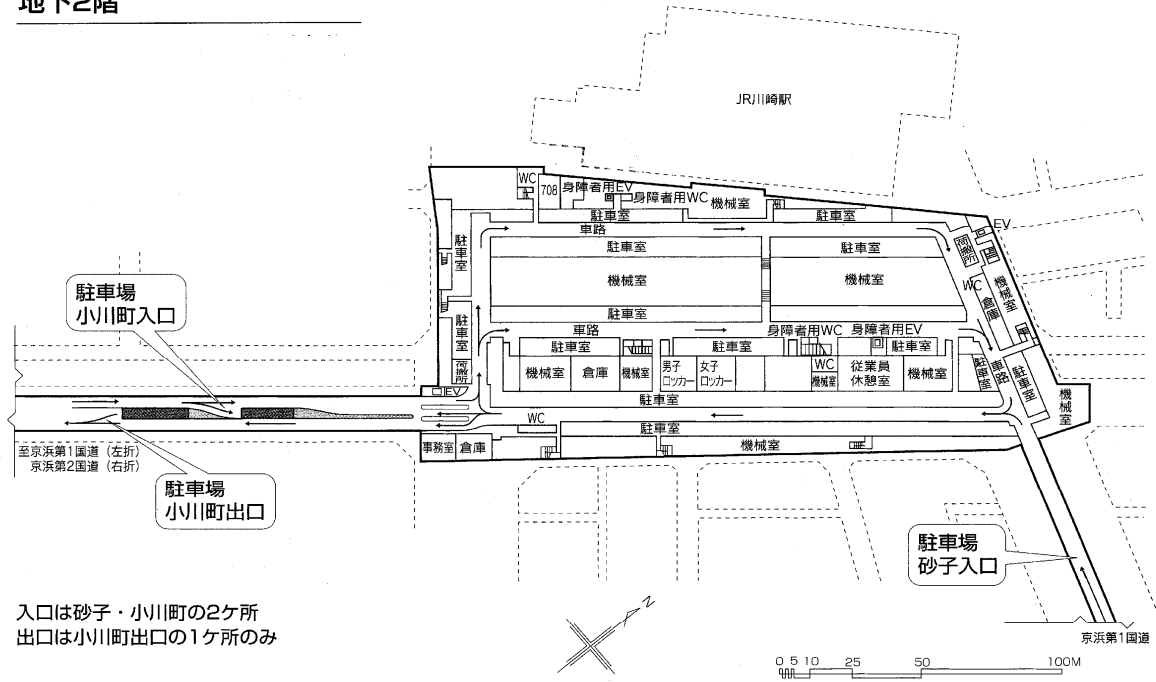 地下2階
JR川崎駅
WC
708
身障者用EV
身障者用WC
機械室
駐車室
駐車室
車路
EV
荷捌所
駐車室
駐車室
駐車室
機械室
機械室
WC
倉庫
機械室
駐車場
小川町入口
駐車室
駐車室
車路
身障者用WC
身障者用EV
駐車室
駐車室
駐車室
荷捌所
機械室
倉庫
機械室
男子
ロッカー
女子
ロッカー
WC
機械室
従業員
休憩室
機械室
駐車室
車路
駐車室
機械室
EV
駐車室
WC
駐車室
事務室
倉庫
機械室
至京浜第1国道（左折）
京浜第2国道（右折）
駐車場
小川町出口
駐車場
砂子入口
入口は砂子・小川町の2ケ所
出口は小川町出口の1ケ所のみ
N
京浜第1国道
0 5 10 25 50 100M